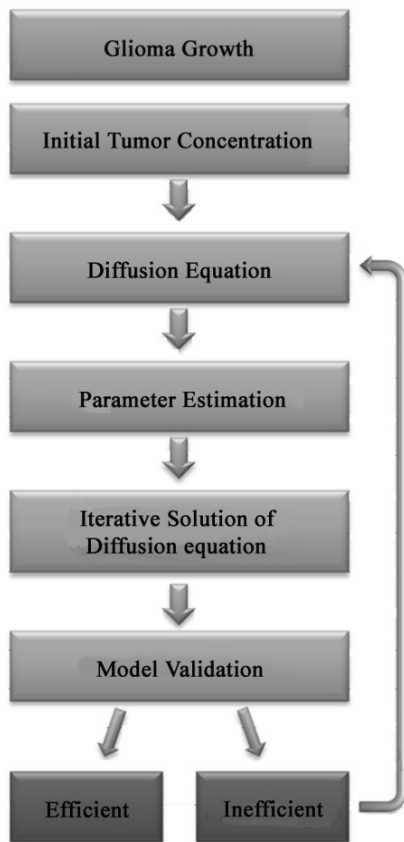 Glioma Growth
Initial Tumor Concentration
Diffusion Equation
Parameter Estimation
Iterative Solution of
Diffusion equation
Model Validation
Efficient
Inefficient